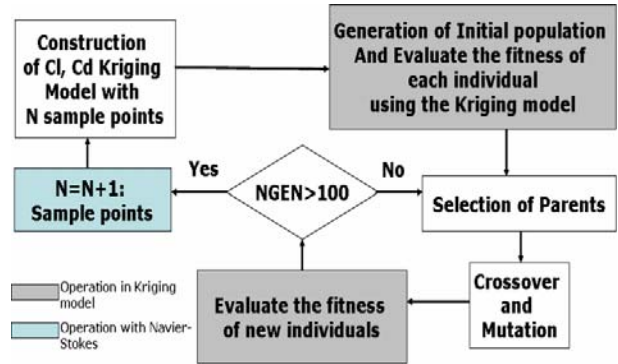 Construction
of Cl, Cd Kriging
Model with
N sample points
Generation of Initial population
And Evaluate the fitness of
each individual
using the Kriging model
Yes
No
N=N+1:
Sample points
NGEN>100
Selection of Parents
Operation in Kriging
model
Operation with Navier-
Stokes
Evaluate the fitness
of new individuals
Crossover
and
Mutation